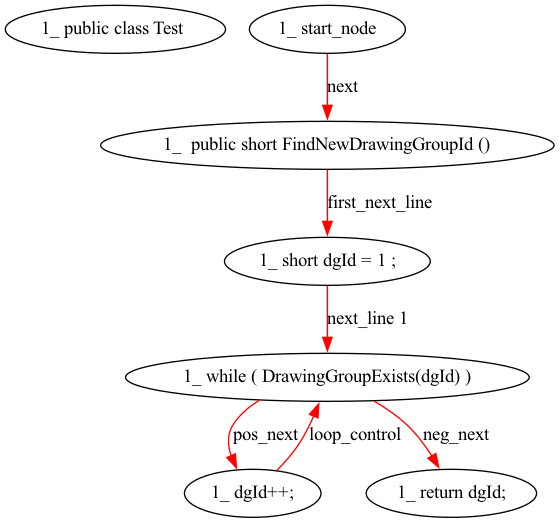 1_ public class Test
1_ start_node
next
1_ public short FindNewDrawingGroupId ()
first_next_line
1_ short dgId = 1 ;
next_line 1
1_ while ( DrawingGroupExists(dgId) )
pos_next
loop_control
neg_next
1_ dgId++;
1_ return dgId;